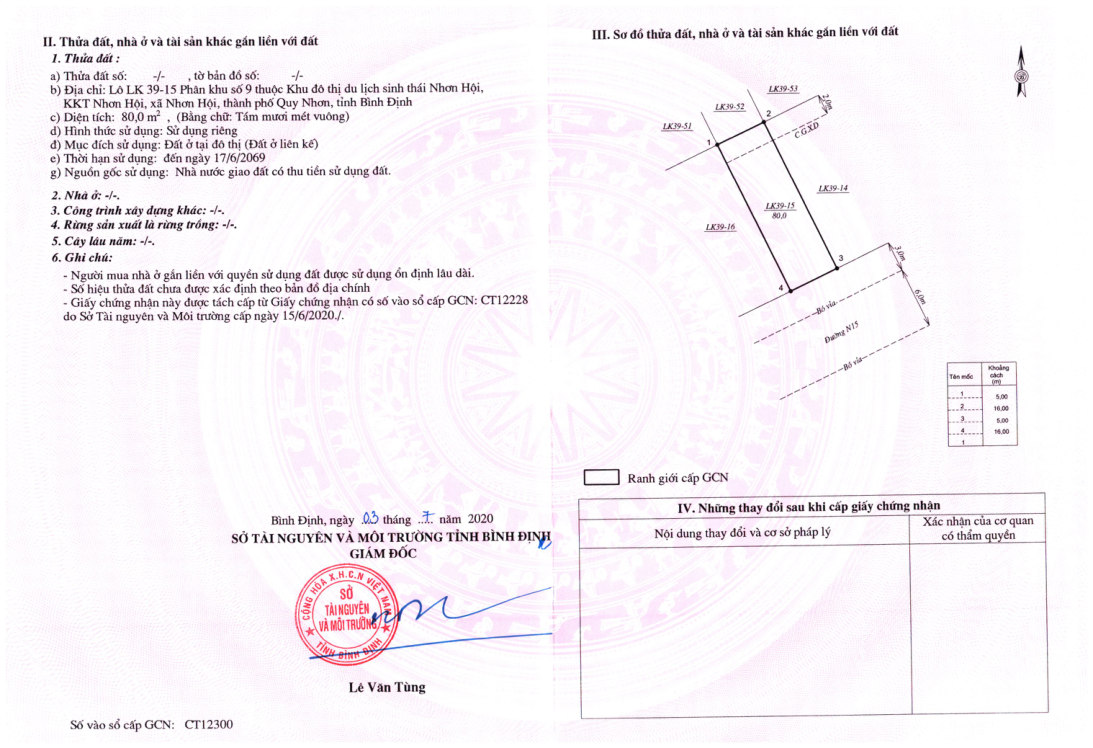 II. Thửa đất, nhà ở và tài sản khác gắn liền với đất
1. Thửa đất :
a) Thửa đất số: -/- , tờ bản đồ số: -/-
b) Địa chỉ: Lô LK 39-15 Phân khu số 9 thuộc Khu đô thị du lịch sinh thái Nhơn Hội,
KKT Nhơn Hội, xã Nhơn Hội, thành phố Quy Nhơn, tỉnh Bình Định
c) Diện tích: 80,0 m² , (Bằng chữ: Tám mươi mét vuông)
d) Hình thức sử dụng: Sử dụng riêng
đ) Mục đích sử dụng: Đất ở tại đô thị (Đất ở liên kế)
e) Thời hạn sử dụng: đến ngày 17/6/2069
g) Nguồn gốc sử dụng: Nhà nước giao đất có thu tiền sử dụng đất.
2. Nhà ở: -/-.
3. Công trình xây dựng khác: -/-.
4. Rừng sản xuất là rừng trồng: -/-.
5. Cây lâu năm: -/-.
6. Ghi chú:
- Người mua nhà ở gắn liền với quyền sử dụng đất được sử dụng ổn định lâu dài.
- Số hiệu thửa đất chưa được xác định theo bản đồ địa chính
- Giấy chứng nhận này được tách cấp từ Giấy chứng nhận có số vào sổ cấp GCN: CT12228
do Sở Tài nguyên và Môi trường cấp ngày 15/6/2020./.
Bình Định, ngày 03 tháng 7 năm 2020
SỞ TÀI NGUYÊN VÀ MÔI TRƯỜNG TỈNH BÌNH ĐỊNH
GIÁM ĐỐC
CỘNG HÒA X.H.C.N VIỆT NAM
SỞ
TÀI NGUYÊN
VÀ MÔI TRƯỜNG
TỈNH BÌNH ĐỊNH
Lê Văn Tùng
Số vào sổ cấp GCN: CT12300
III. Sơ đồ thửa đất, nhà ở và tài sản khác gắn liền với đất
LK39-53
LK39-52
2,0m
2
LK39-51
C.G.X.D
1
LK39-14
LK39-15
80,0
LK39-16
3
3,0m
4
6,0m
Bó vỉa
Đường N15
Bó vỉa
Tên mốc
Khoảng
cách
(m)
1
5,00
2
16,00
3
5,00
4
16,00
1
Ranh giới cấp GCN
IV. Những thay đổi sau khi cấp giấy chứng nhận
Nội dung thay đổi và cơ sở pháp lý
Xác nhận của cơ quan
có thẩm quyền